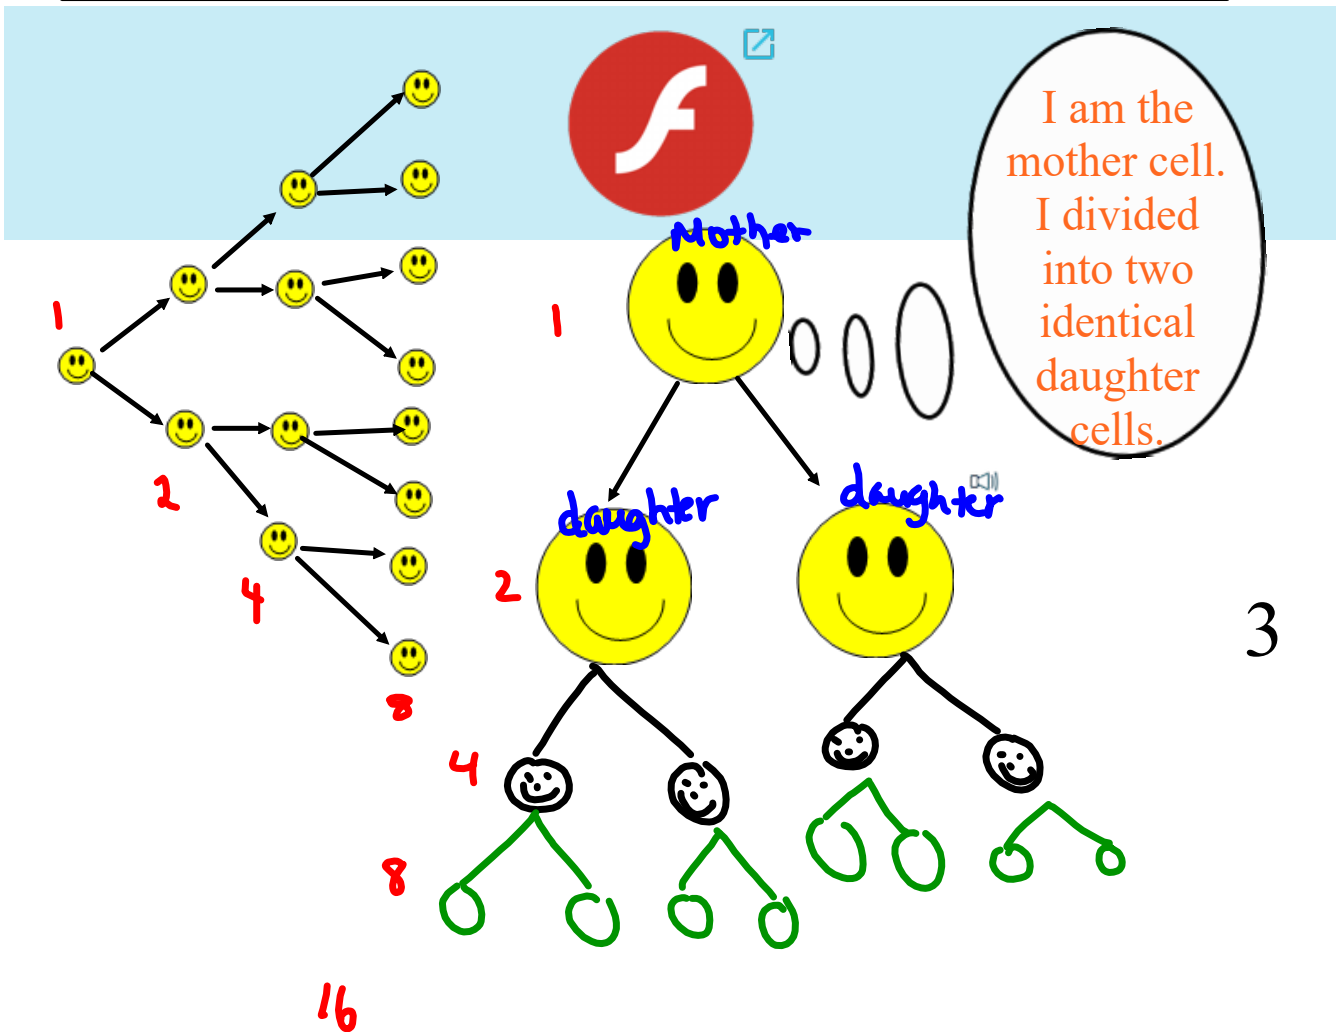 Mother
I am the
mother cell.
I divided
into two
identical
daughter
cells.
1
2
4
8
1
daughter
daughter
2
3
4
8
16